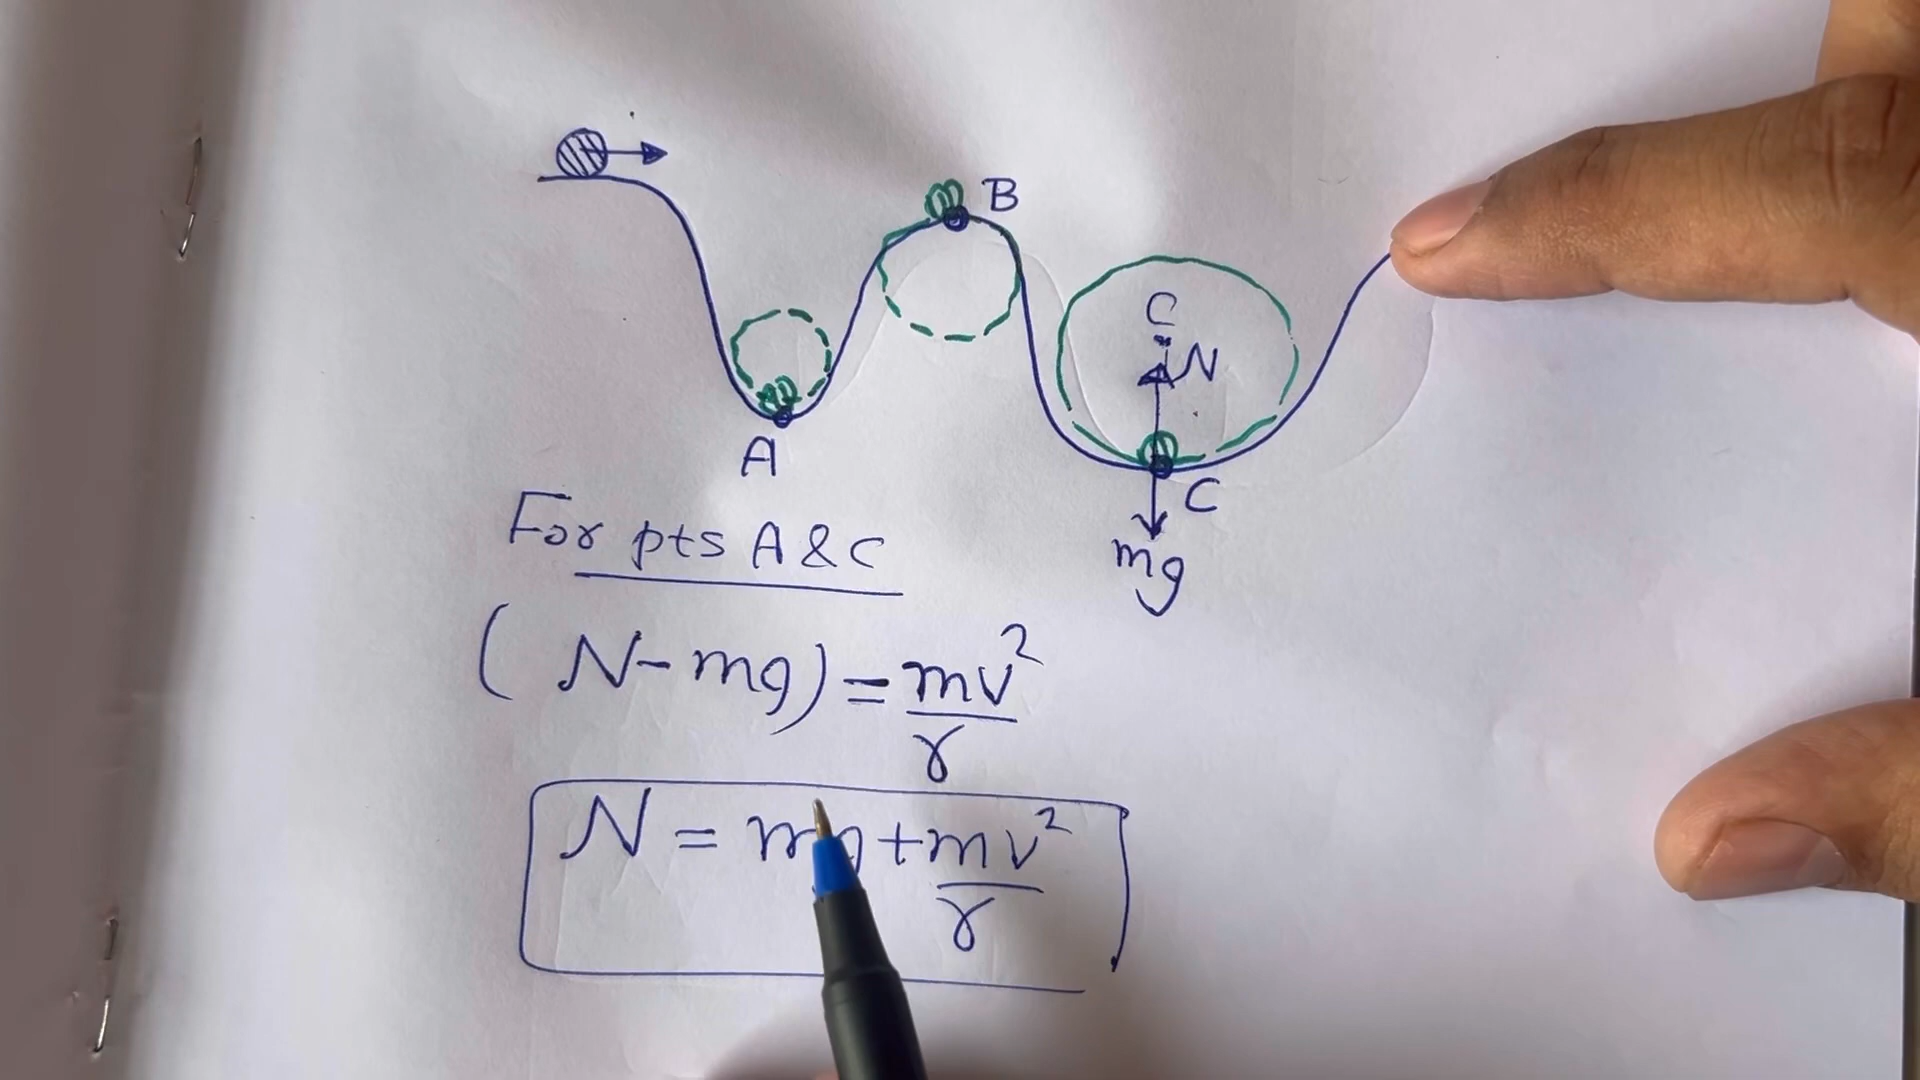 B
C
N
A
C
mg
For pts A & C
(N - mg) = mv²/r
N = mg + mv²/r